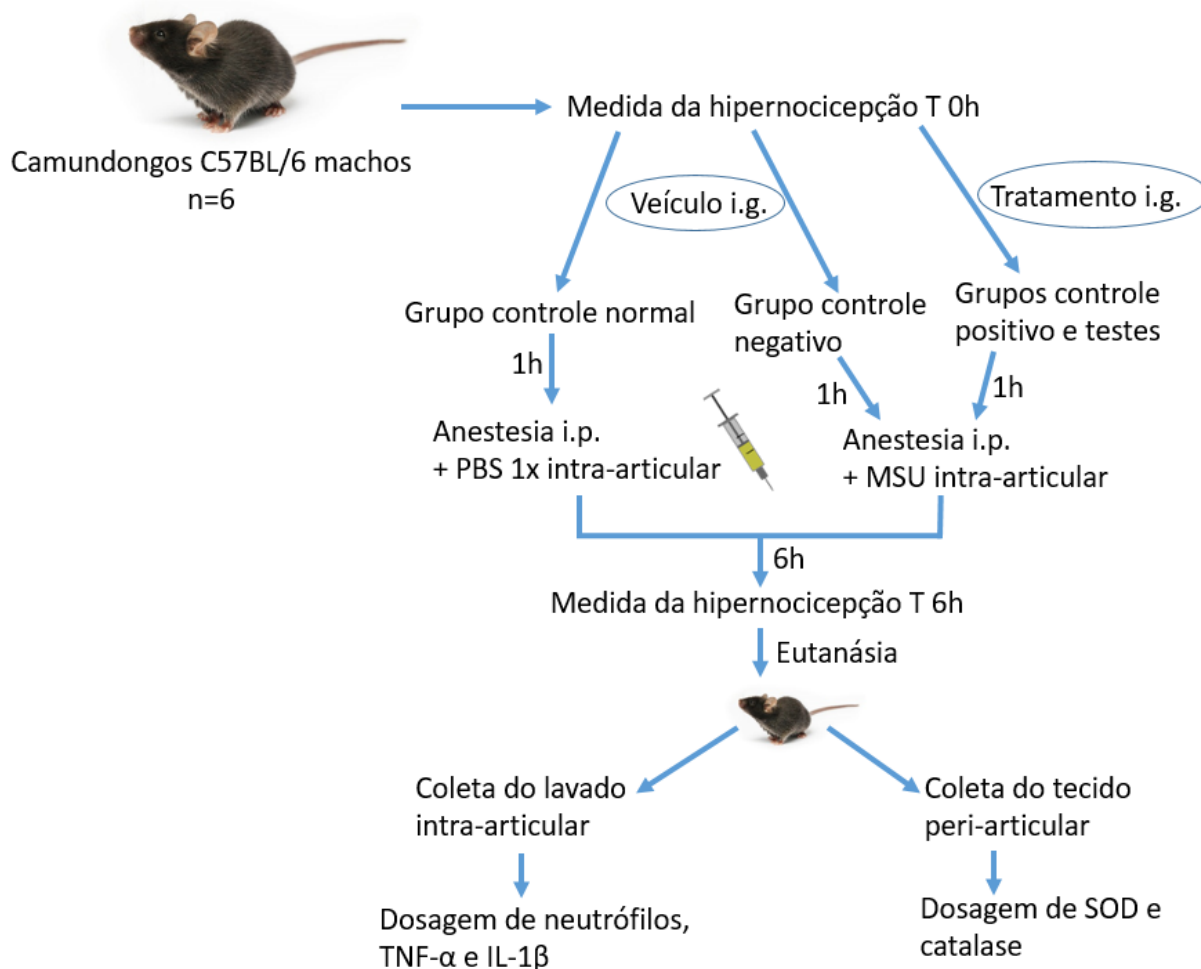 Medida da hipernocicepção T 0h
Camundongos C57BL/6 machos
n=6
Veículo i.g.
Tratamento i.g.
Grupo controle normal
Grupo controle
negativo
Grupos controle
positivo e testes
1h
1h
1h
Anestesia i.p.
+ PBS 1x intra-articular
Anestesia i.p.
+ MSU intra-articular
6h
Medida da hipernocicepção T 6h
Eutanásia
Coleta do lavado
intra-articular
Coleta do tecido
peri-articular
Dosagem de neutrófilos,
TNF-α e IL-1β
Dosagem de SOD e
catalase